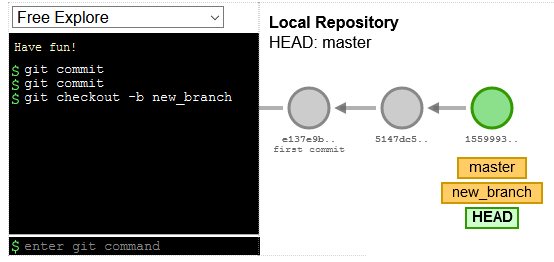 Free Explore
Have fun!
$ git commit
$ git commit
$ git checkout -b new_branch
$ enter git command
Local Repository
HEAD: master
e137e9b..
first commit
5147dc5..
1559993..
master
new_branch
HEAD